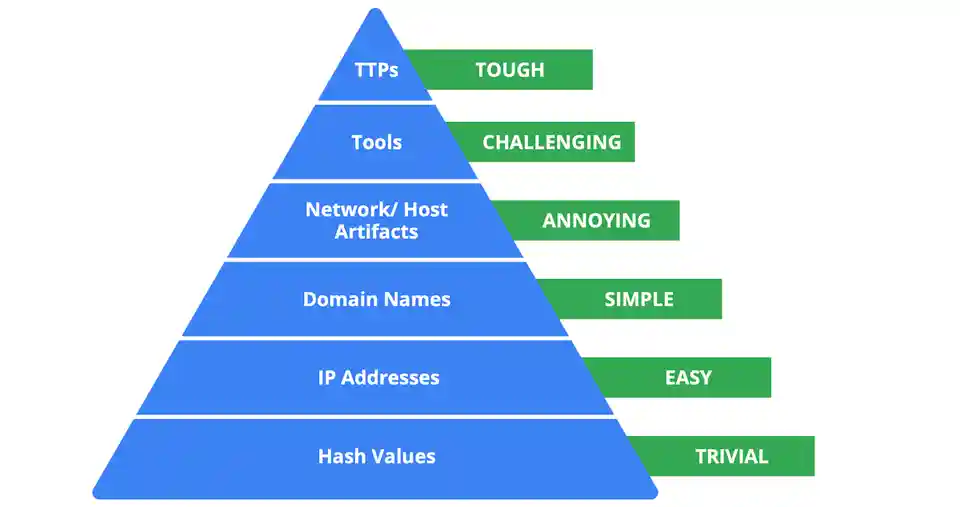 TTPs
TOUGH
Tools
CHALLENGING
Network/ Host
Artifacts
ANNOYING
Domain Names
SIMPLE
IP Addresses
EASY
Hash Values
TRIVIAL